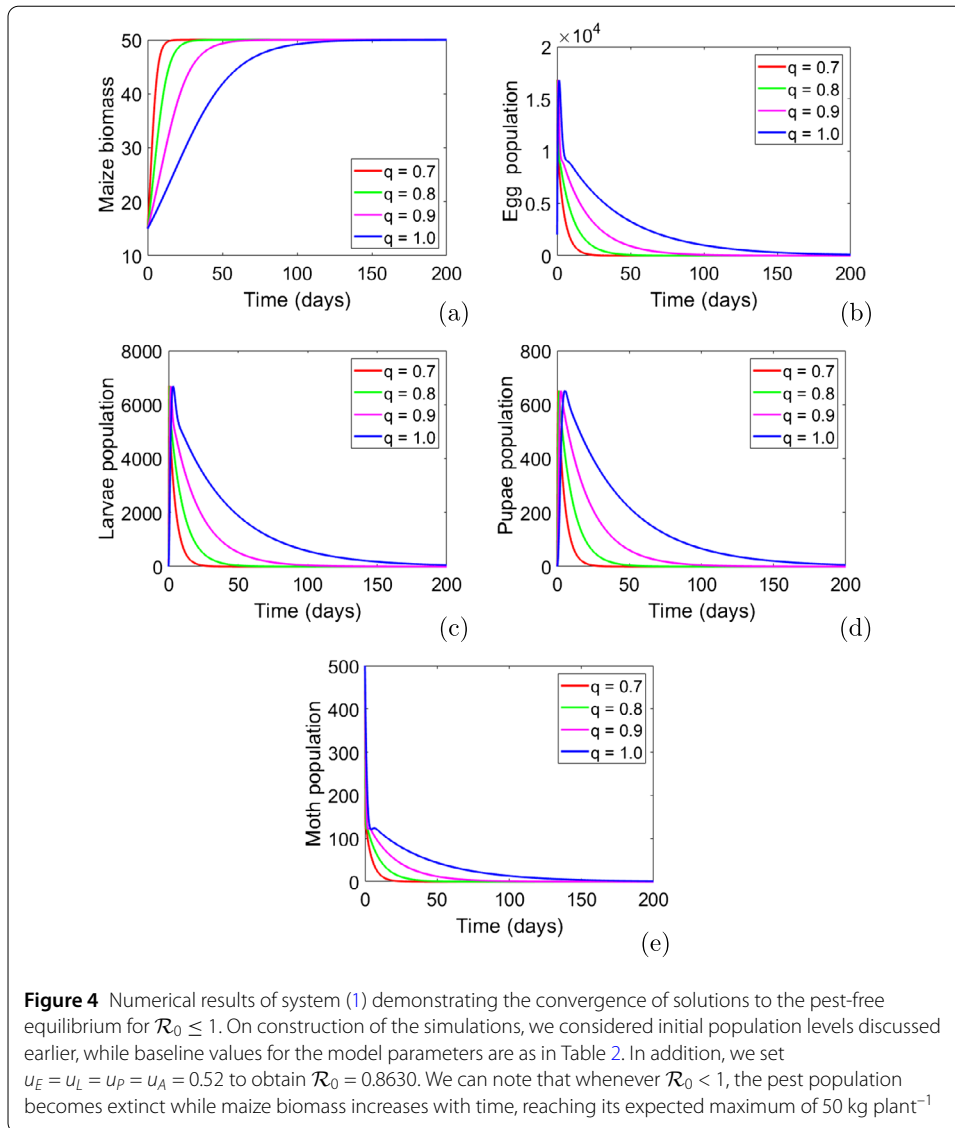 Maize biomass
50
40
30
20
10
0
50
100
150
200
Time (days)
q = 0.7
q = 0.8
q = 0.9
q = 1.0
(a)
×10⁴
Egg population
2
1.5
1
0.5
0
0
50
100
150
200
Time (days)
q = 0.7
q = 0.8
q = 0.9
q = 1.0
(b)
Larvae population
8000
6000
4000
2000
0
0
50
100
150
200
Time (days)
q = 0.7
q = 0.8
q = 0.9
q = 1.0
(c)
Pupae population
800
600
400
200
0
0
50
100
150
200
Time (days)
q = 0.7
q = 0.8
q = 0.9
q = 1.0
(d)
Moth population
500
400
300
200
100
0
0
50
100
150
200
Time (days)
q = 0.7
q = 0.8
q = 0.9
q = 1.0
(e)
Figure 4 Numerical results of system (1) demonstrating the convergence of solutions to the pest-free
equilibrium for R₀ ≤ 1. On construction of the simulations, we considered initial population levels discussed
earlier, while baseline values for the model parameters are as in Table 2. In addition, we set
u_E = u_L = u_P = u_A = 0.52 to obtain R₀ = 0.8630. We can note that whenever R₀ < 1, the pest population
becomes extinct while maize biomass increases with time, reaching its expected maximum of 50 kg plant⁻¹